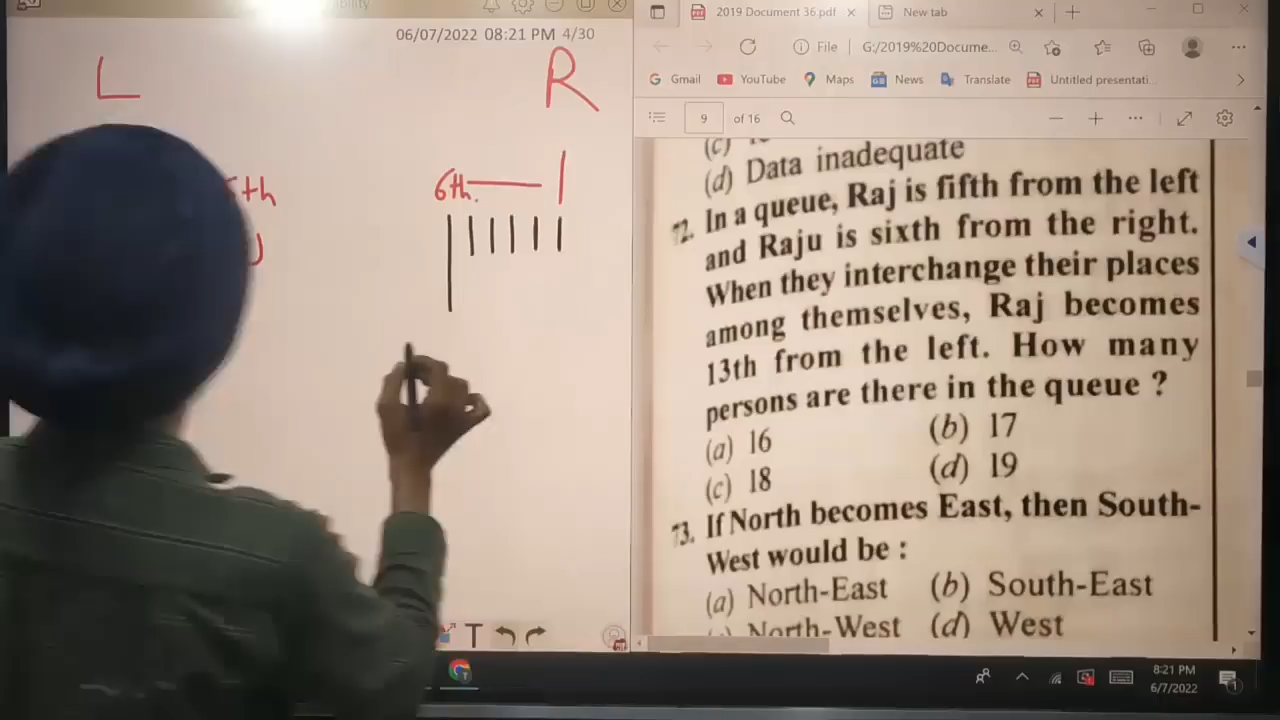 06/07/2022 08:21 PM 4/30
L
R
6th.
2019 Document 36.pdf
New tab
File
G:/2019%20Docume...
Gmail
YouTube
Maps
News
Translate
Untitled presentati...
9 of 16
(d) Data inadequate
72. In a queue, Raj is fifth from the left
and Raju is sixth from the right.
When they interchange their places
among themselves, Raj becomes
13th from the left. How many
persons are there in the queue ?
(a) 16 (b) 17
(c) 18 (d) 19
73. If North becomes East, then South-
West would be :
(a) North-East (b) South-East
North-West (d) West
T
8:21 PM
6/7/2022